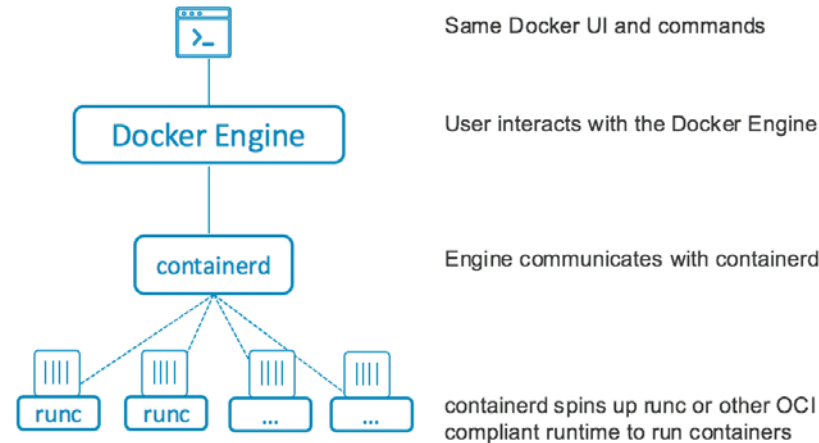 Same Docker UI and commands
Docker Engine
User interacts with the Docker Engine
containerd
Engine communicates with containerd
runc
runc
...
...
containerd spins up runc or other OCI
compliant runtime to run containers